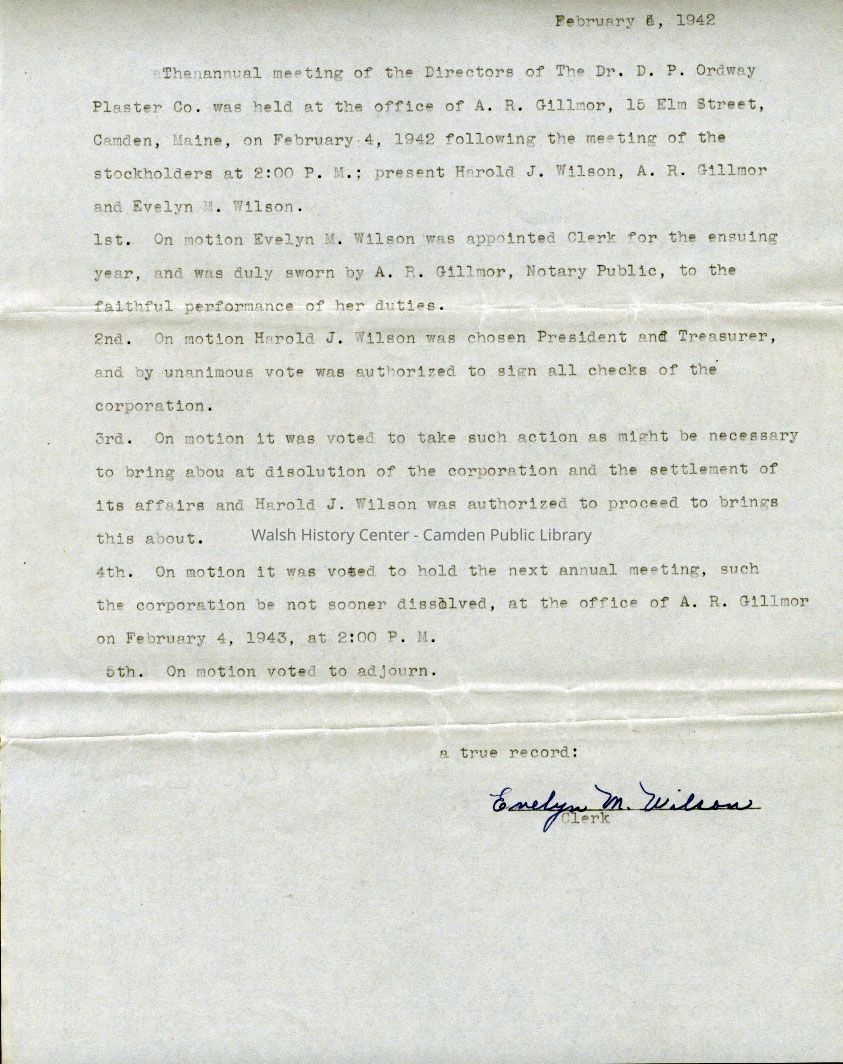 February 4, 1942
The annual meeting of the Directors of The Dr. D. P. Ordway
Plaster Co. was held at the office of A. R. Gillmor, 15 Elm Street,
Camden, Maine, on February 4, 1942 following the meeting of the
stockholders at 2:00 P. M.; present Harold J. Wilson, A. R. Gillmor
and Evelyn M. Wilson.
1st. On motion Evelyn M. Wilson was appointed Clerk for the ensuing
year, and was duly sworn by A. R. Gillmor, Notary Public, to the
faithful performance of her duties.
2nd. On motion Harold J. Wilson was chosen President and Treasurer,
and by unanimous vote was authorized to sign all checks of the
corporation.
3rd. On motion it was voted to take such action as might be necessary
to bring abou at disolution of the corporation and the settlement of
its affairs and Harold J. Wilson was authorized to proceed to brings
this about.
Walsh History Center - Camden Public Library
4th. On motion it was voted to hold the next annual meeting, such
the corporation be not sooner dissolved, at the office of A. R. Gillmor
on February 4, 1943, at 2:00 P. M.
5th. On motion voted to adjourn.
a true record:
Evelyn M. Wilson
Clerk